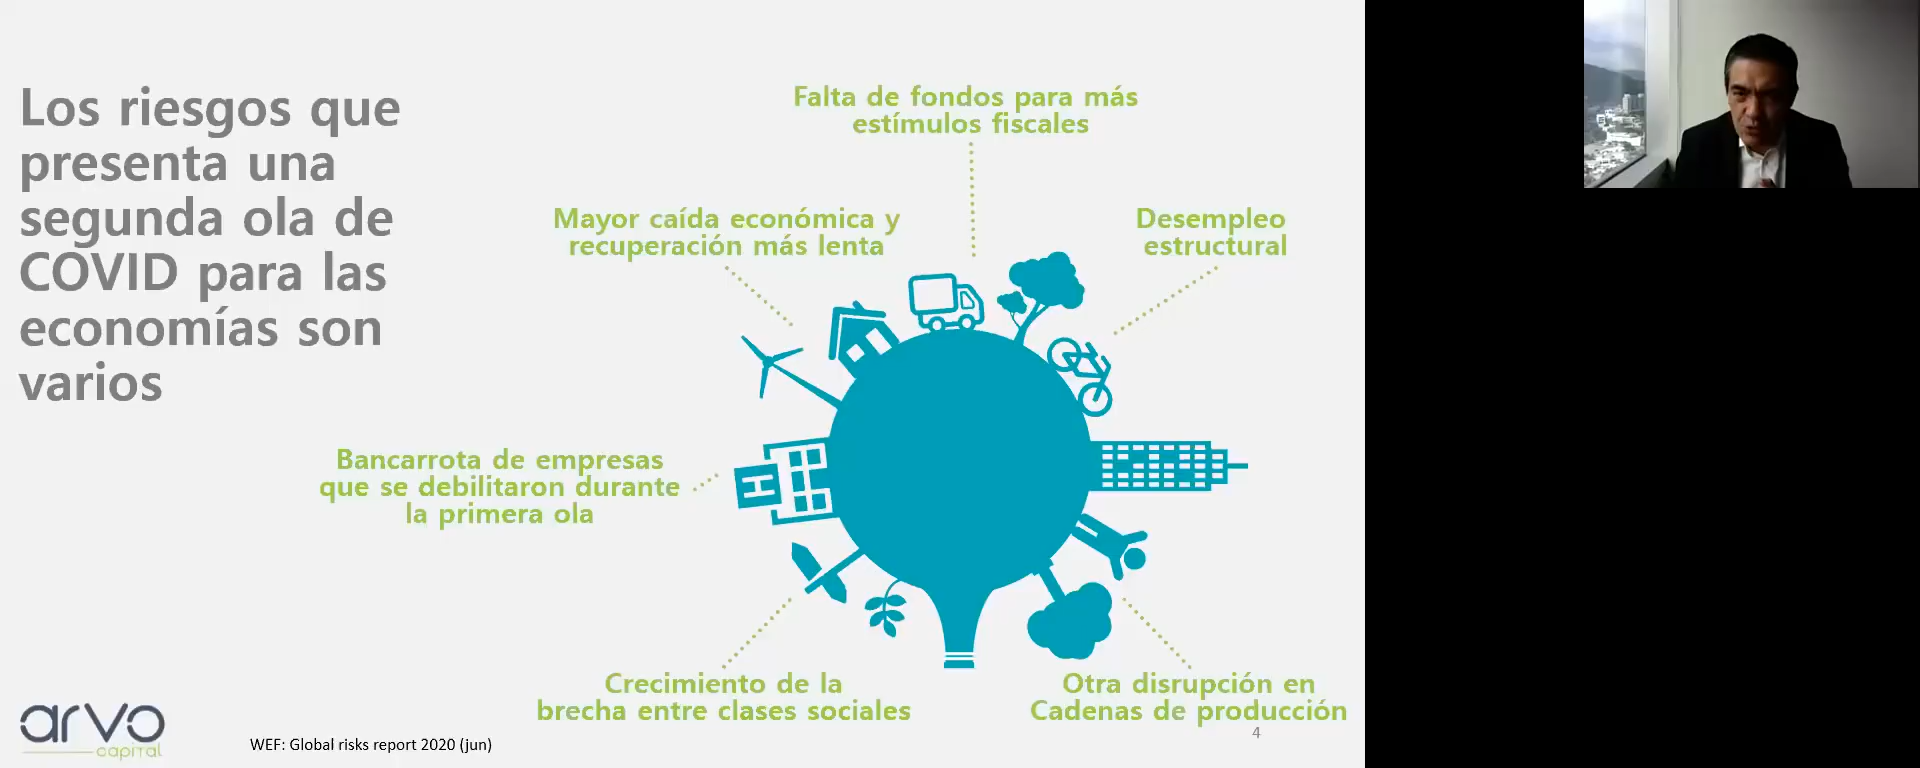 Los riesgos que
presenta una
segunda ola de
COVID para las
economías son
varios
Falta de fondos para más
estímulos fiscales
Mayor caída económica y
recuperación más lenta
Desempleo
estructural
Bancarrota de empresas
que se debilitaron durante
la primera ola
Crecimiento de la
brecha entre clases sociales
Otra disrupción en
Cadenas de producción
4
arvo
capital
WEF: Global risks report 2020 (jun)